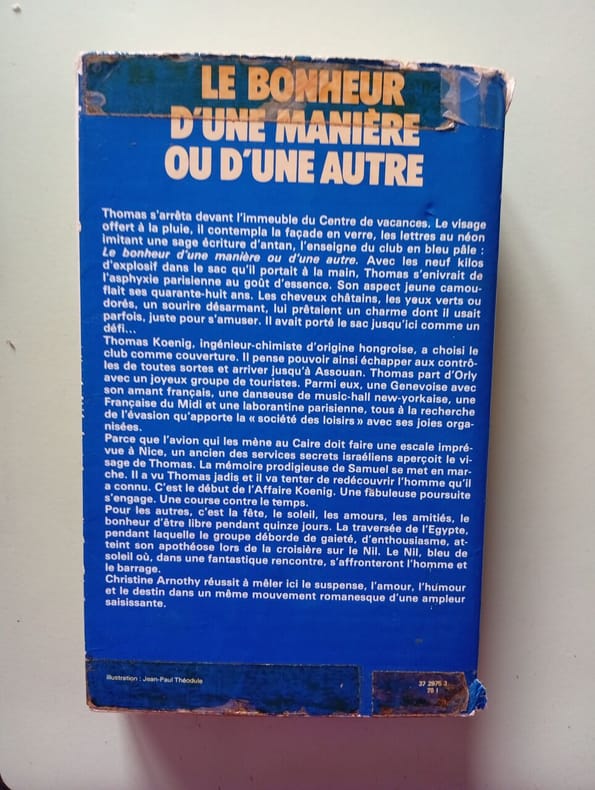 LE BONHEUR
D'UNE MANIÈRE
OU D'UNE AUTRE
Thomas s'arrêta devant l'immeuble du Centre de vacances. Le visage
offert à la pluie, il contempla la façade en verre, les lettres au néon
imitant une sage écriture d'antan, l'enseigne du club en bleu pâle :
Le bonheur d'une manière ou d'une autre. Avec les neuf kilos
d'explosif dans le sac qu'il portait à la main, Thomas s'enivrait de
l'asphyxie parisienne au goût d'essence. Son aspect jeune camou-
flait ses quarante-huit ans. Les cheveux châtains, les yeux verts ou
dorés, un sourire désarmant, lui prêtaient un charme dont il usait
parfois, juste pour s'amuser. Il avait porté le sac jusqu'ici comme un
défi...
Thomas Koenig, ingénieur-chimiste d'origine hongroise, a choisi le
club comme couverture. Il pense pouvoir ainsi échapper aux contrô-
les de toutes sortes et arriver jusqu'à Assouan. Thomas part d'Orly
avec un joyeux groupe de touristes. Parmi eux, une Genevoise avec
son amant français, une danseuse de music-hall new-yorkaise, une
Française du Midi et une laborantine parisienne, tous à la recherche
de l'évasion qu'apporte la « société des loisirs » avec ses joies orga-
nisées.
Parce que l'avion qui les mène au Caire doit faire une escale impré-
vue à Nice, un ancien des services secrets israéliens aperçoit le vi-
sage de Thomas. La mémoire prodigieuse de Samuel se met en mar-
che. Il a vu Thomas jadis et il va tenter de redécouvrir l'homme qu'il
a connu. C'est le début de l'Affaire Koenig. Une fabuleuse poursuite
s'engage. Une course contre le temps.
Pour les autres, c'est la fête, le soleil, les amours, les amitiés, le
bonheur d'être libre pendant quinze jours. La traversée de l'Egypte,
pendant laquelle le groupe déborde de gaieté, d'enthousiasme, at-
teint son apothéose lors de la croisière sur le Nil. Le Nil, bleu de
soleil où, dans une fantastique rencontre, s'affronteront l'homme et
le barrage.
Christine Arnothy réussit à mêler ici le suspense, l'amour, l'humour
et le destin dans un même mouvement romanesque d'une ampleur
saisissante.
illustration : Jean-Paul Théodule
37 2975 3
78 I